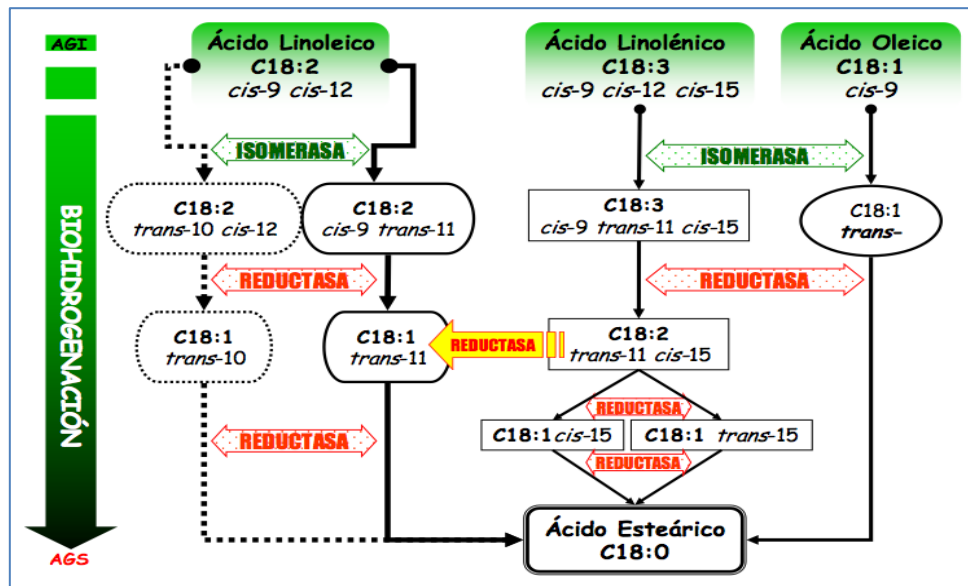 AGI
BIOHIDROGENACIÓN
AGS
Ácido Linoleico
C18:2
cis-9 cis-12
Ácido Linolénico
C18:3
cis-9 cis-12 cis-15
Ácido Oleico
C18:1
cis-9
ISOMERASA
ISOMERASA
C18:2
trans-10 cis-12
C18:2
cis-9 trans-11
C18:3
cis-9 trans-11 cis-15
C18:1
trans-
REDUCTASA
REDUCTASA
C18:1
trans-10
C18:1
trans-11
REDUCTASA
C18:2
trans-11 cis-15
REDUCTASA
REDUCTASA
C18:1 cis-15
C18:1 trans-15
REDUCTASA
Ácido Esteárico
C18:0